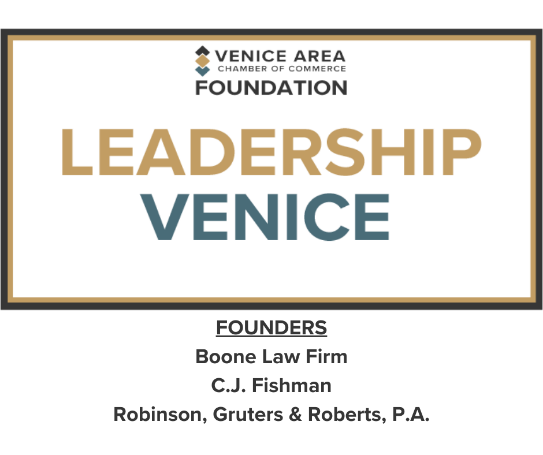 VENICE AREA
CHAMBER OF COMMERCE
FOUNDATION
LEADERSHIP
VENICE
FOUNDERS
Boone Law Firm
C.J. Fishman
Robinson, Gruters & Roberts, P.A.